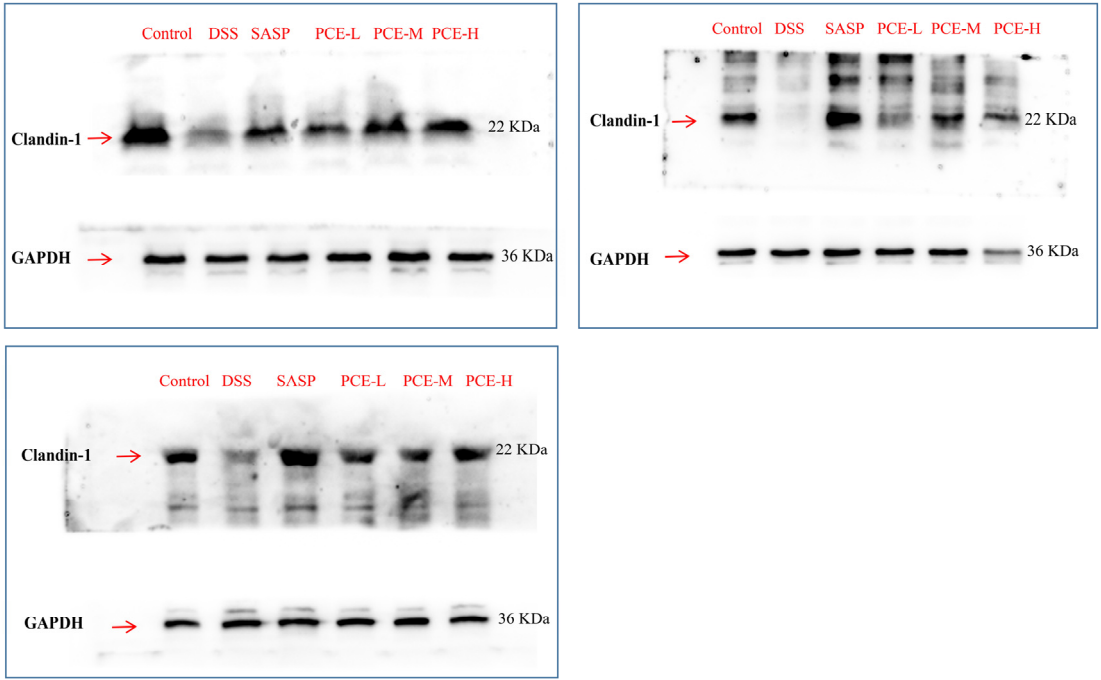 Control DSS SASP PCE-L PCE-M PCE-H
Clandin-1 22 KDa
GAPDH 36 KDa
Control DSS SASP PCE-L PCE-M PCE-H
Clandin-1 22 KDa
GAPDH 36 KDa
Control DSS SASP PCE-L PCE-M PCE-H
Clandin-1 22 KDa
GAPDH 36 KDa